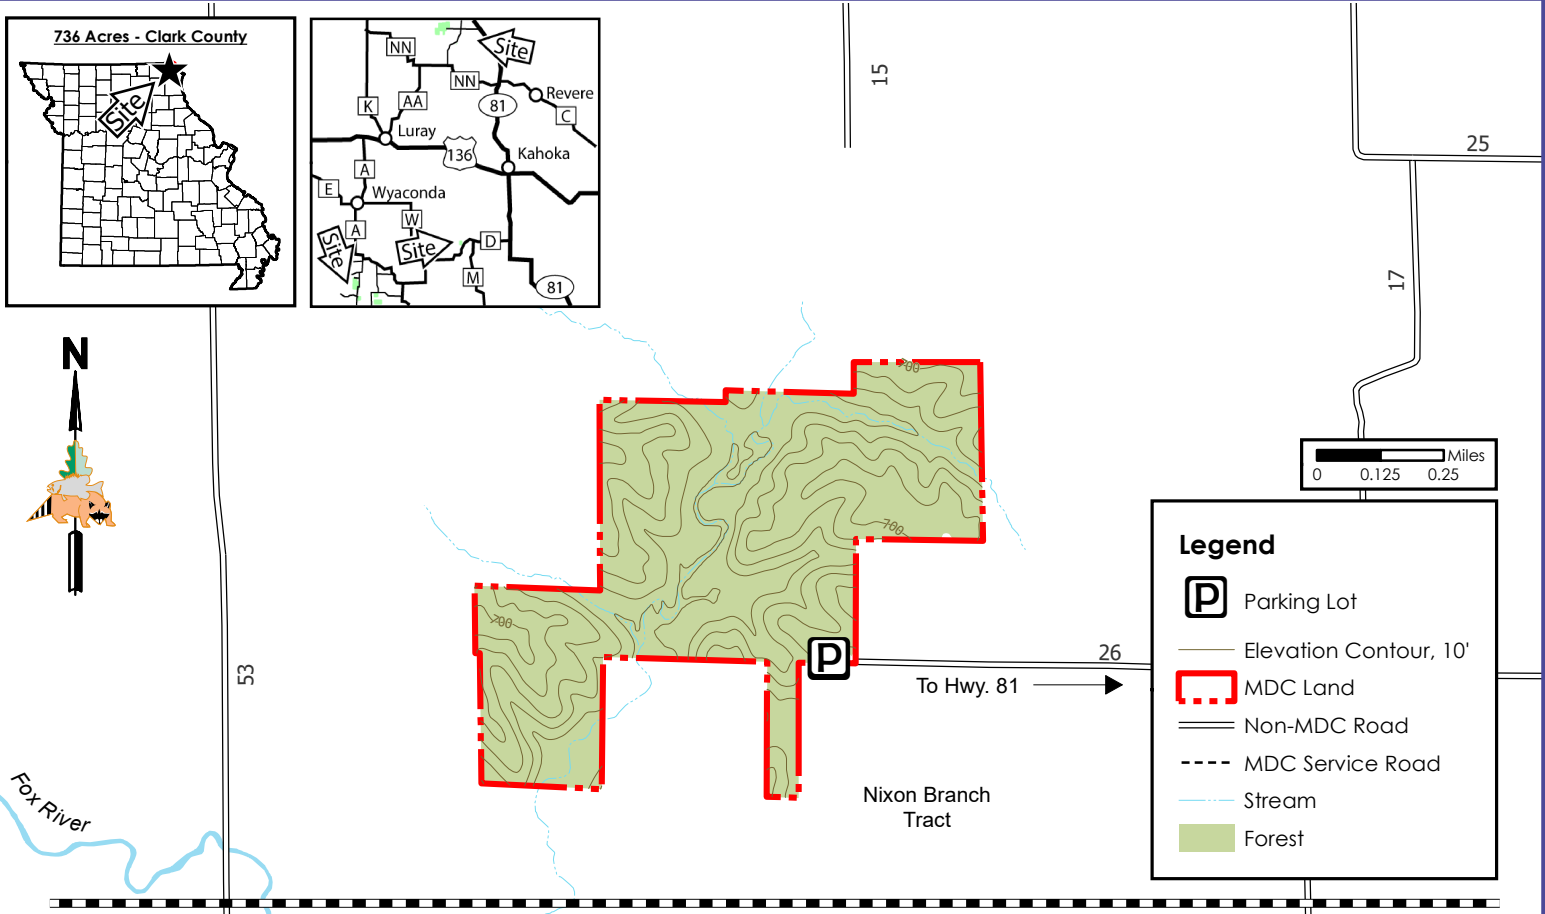 736 Acres - Clark County
Site
NN
Site
NN
Revere
K
AA
81
C
Luray
136
Kahoka
A
E
Wyaconda
A
W
Site
Site
D
M
81
15
25
17
N
700
700
700
53
Miles
0 0.125 0.25
P
26
To Hwy. 81
Nixon Branch
Tract
Fox River
Legend
P Parking Lot
Elevation Contour, 10'
MDC Land
Non-MDC Road
MDC Service Road
Stream
Forest